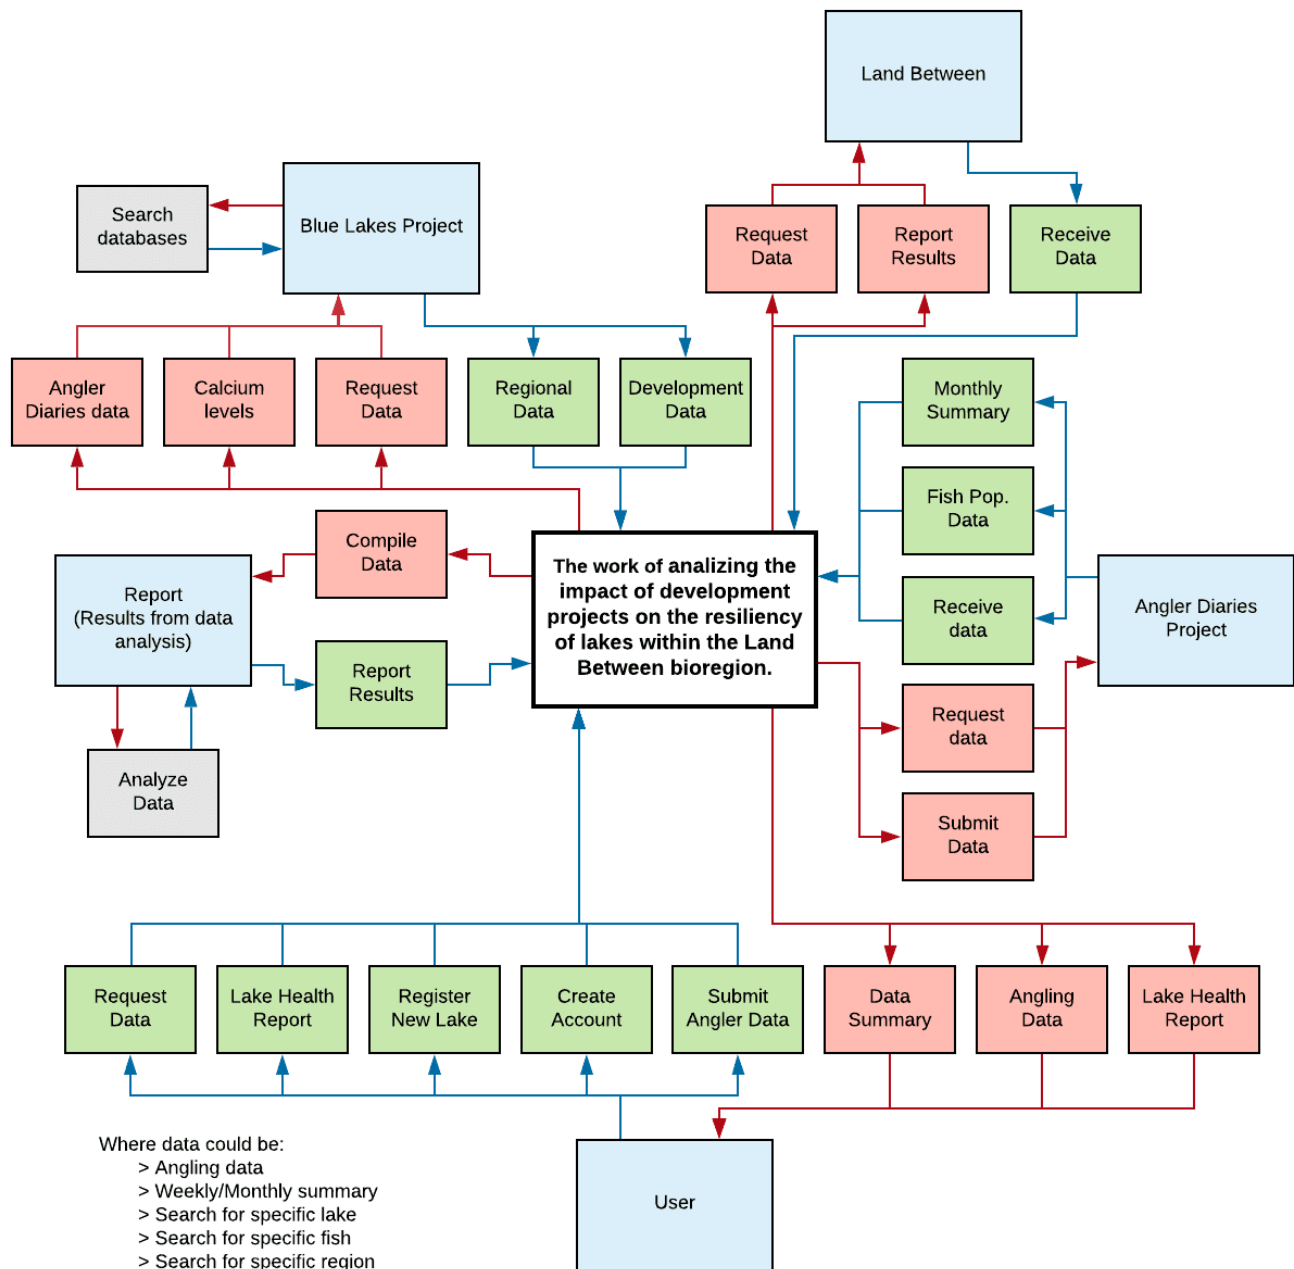 Land Between
Search
databases
Blue Lakes Project
Request
Data
Report
Results
Receive
Data
Angler
Diaries data
Calcium
levels
Request
Data
Regional
Data
Development
Data
Monthly
Summary
Fish Pop.
Data
Receive
data
Compile
Data
Report
(Results from data
analysis)
Report
Results
The work of analizing the
impact of development
projects on the resiliency
of lakes within the Land
Between bioregion.
Angler Diaries
Project
Request
data
Submit
Data
Analyze
Data
Request
Data
Lake Health
Report
Register
New Lake
Create
Account
Submit
Angler Data
Data
Summary
Angling
Data
Lake Health
Report
Where data could be:
> Angling data
> Weekly/Monthly summary
> Search for specific lake
> Search for specific fish
> Search for specific region
User